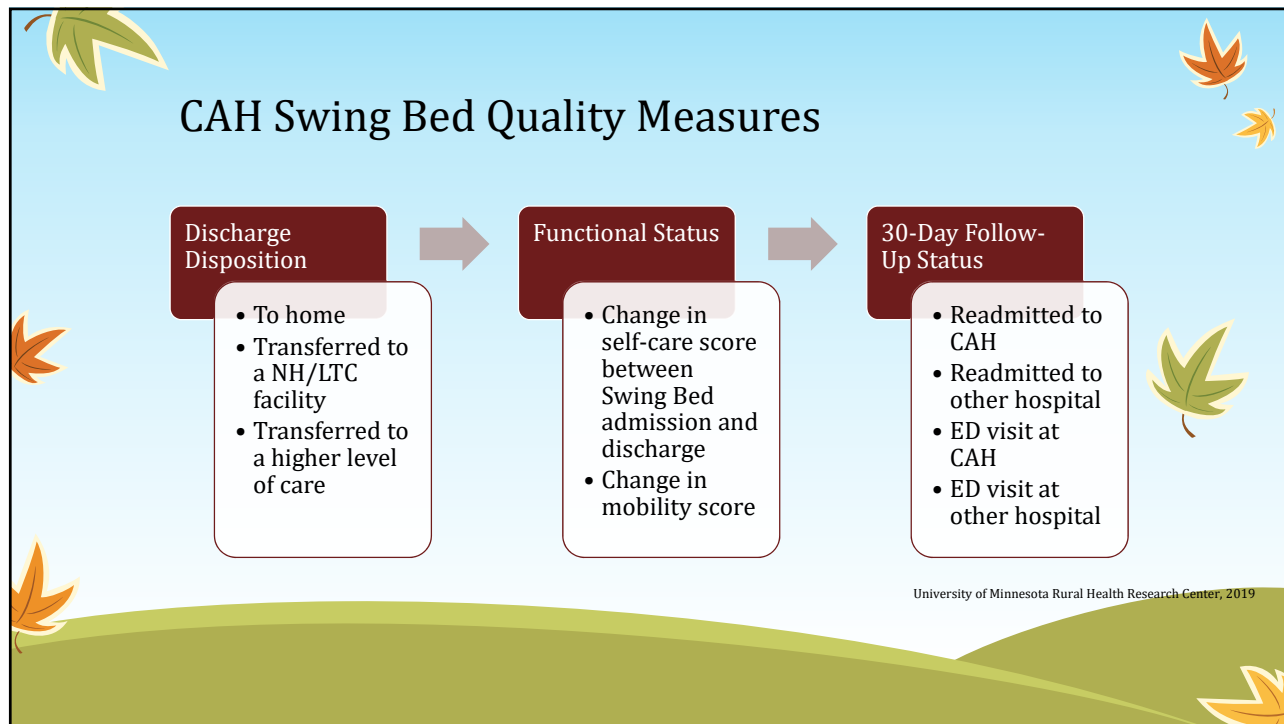 CAH Swing Bed Quality Measures
Discharge
Disposition
• To home
• Transferred to
a NH/LTC
facility
• Transferred to
a higher level
of care
Functional Status
• Change in
self-care score
between
Swing Bed
admission and
discharge
• Change in
mobility score
30-Day Follow-
Up Status
• Readmitted to
CAH
• Readmitted to
other hospital
• ED visit at
CAH
• ED visit at
other hospital
University of Minnesota Rural Health Research Center, 2019